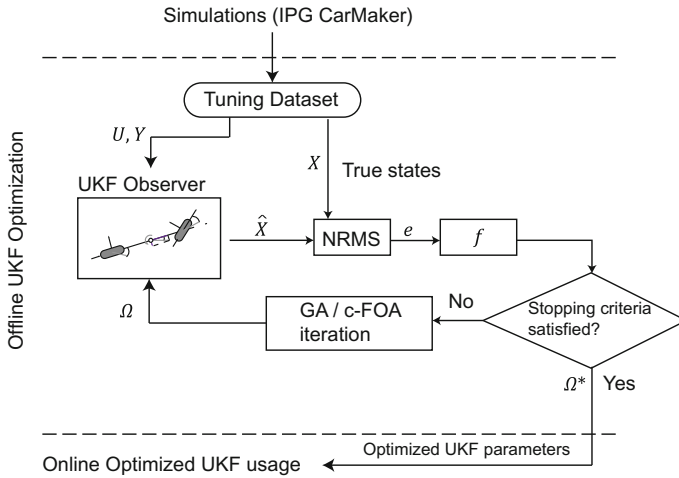 Simulations (IPG CarMaker)
Offline UKF Optimization
Tuning Dataset
U, Y
X
True states
UKF Observer
X̂
NRMS
e
f
Ω
GA / c-FOA
iteration
No
Stopping criteria
satisfied?
Ω*
Yes
Optimized UKF parameters
Online Optimized UKF usage